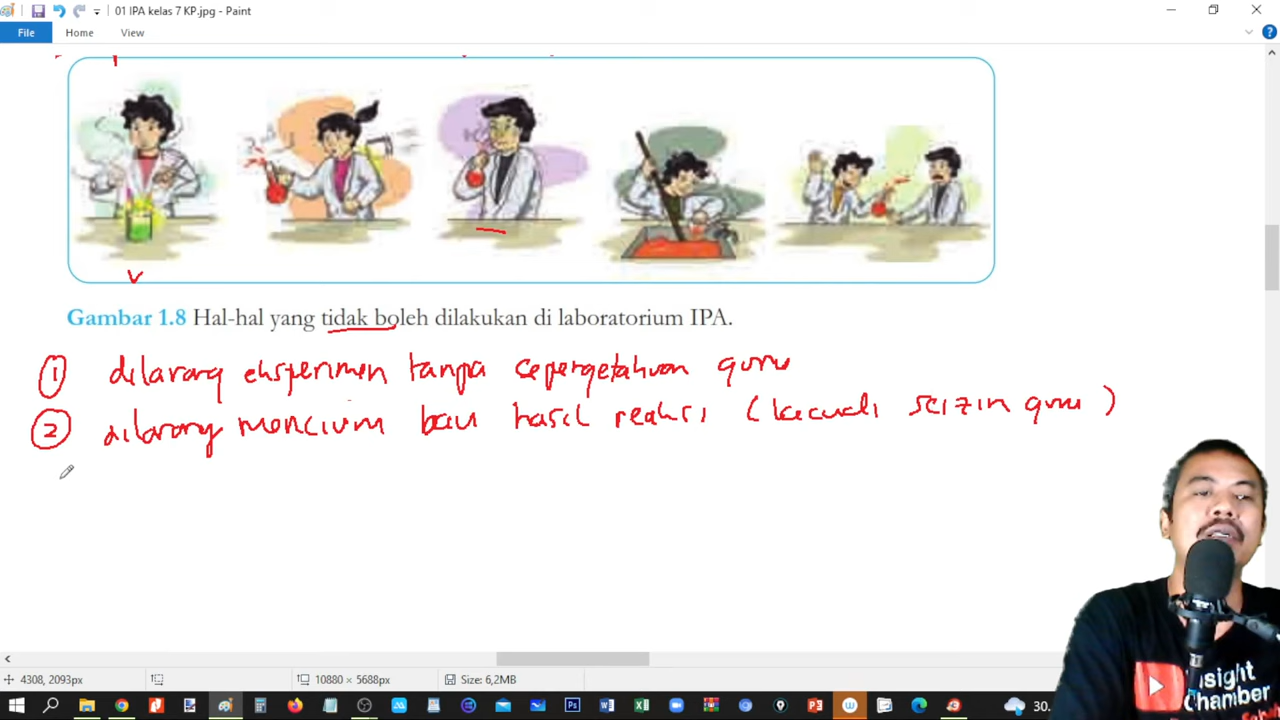 01 IPA kelas 7 KP.jpg - Paint
File Home View
Gambar 1.8 Hal-hal yang tidak boleh dilakukan di laboratorium IPA.
1 dilarang eksperimen tanpa sepengetahuan guru
2 dilarang mencium bau hasil reaksi (kecuali seizin guru)
4308, 2093px
10880 × 5688px
Size: 6,2MB
30.
Insight
Chamber